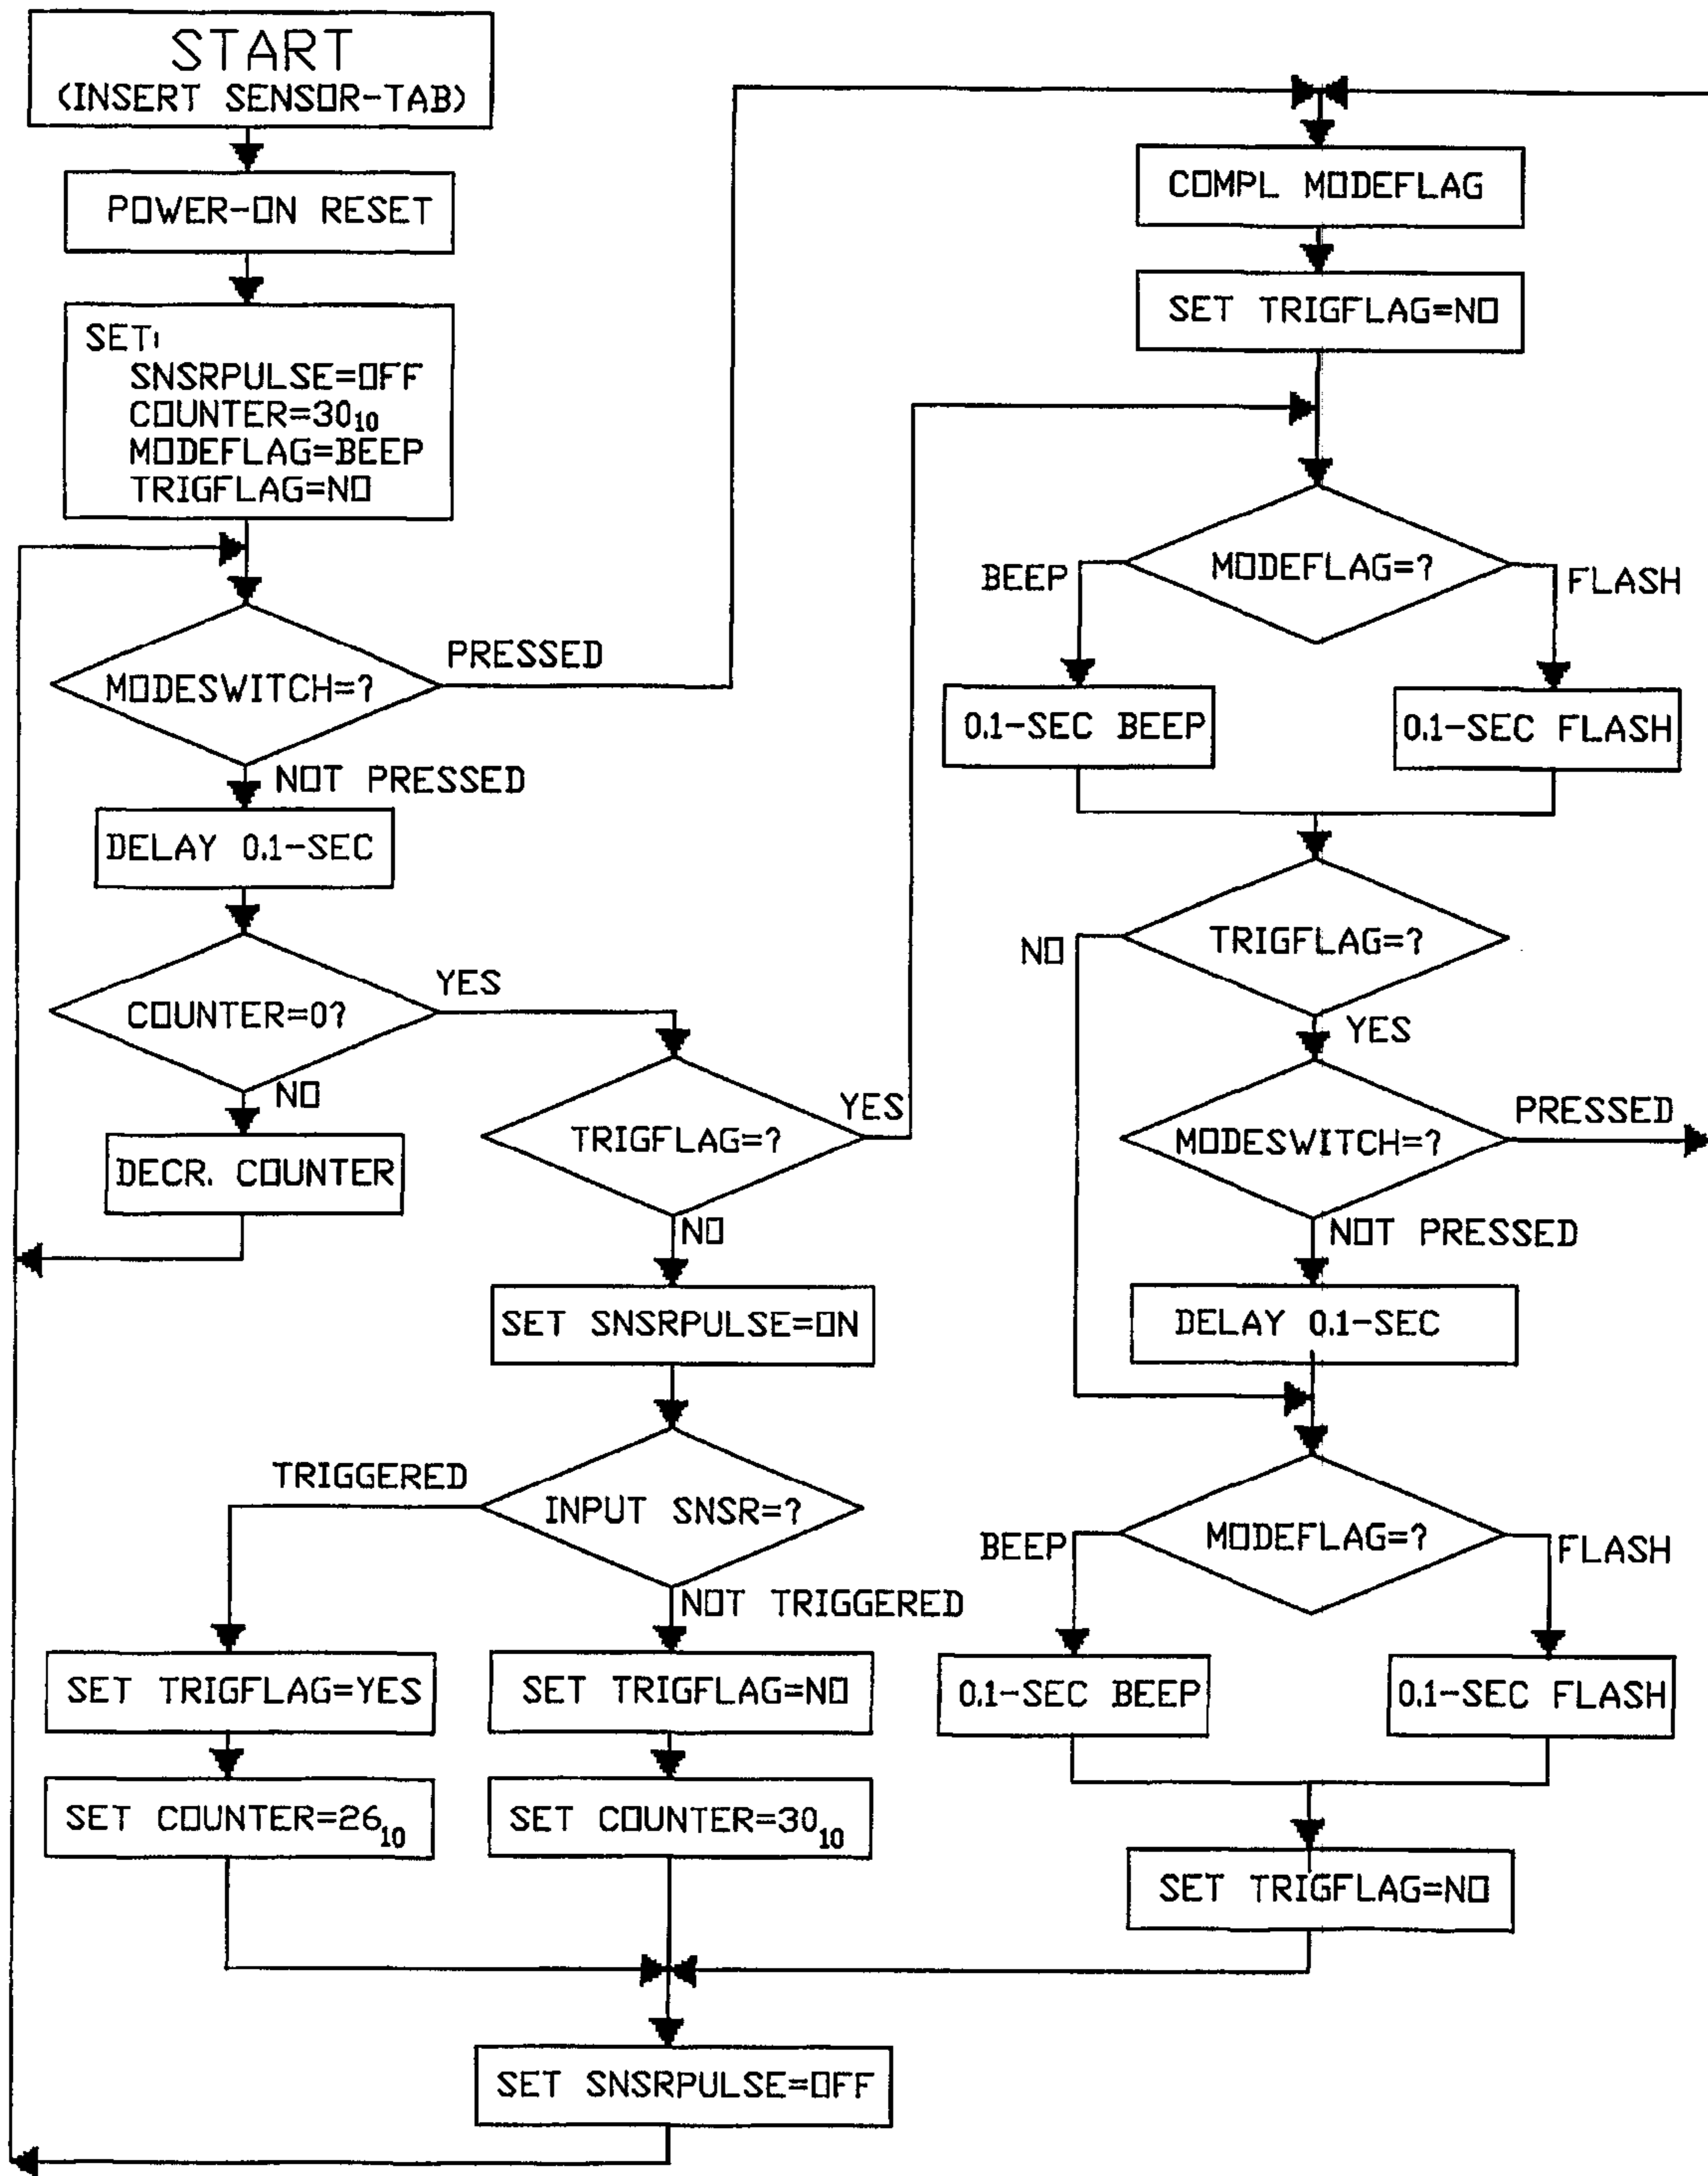 START
(INSERT SENSOR-TAB)
POWER-ON RESET
SET:
SNSRPULSE=OFF
COUNTER=30₁₀
MODEFLAG=BEEP
TRIGFLAG=NO
MODESWITCH=?
PRESSED
NOT PRESSED
DELAY 0.1-SEC
COUNTER=0?
YES
NO
DECR. COUNTER
TRIGFLAG=?
YES
NO
SET SNSRPULSE=ON
INPUT SNSR=?
TRIGGERED
NOT TRIGGERED
SET TRIGFLAG=YES
SET COUNTER=26₁₀
SET TRIGFLAG=NO
SET COUNTER=30₁₀
SET SNSRPULSE=OFF
COMPL MODEFLAG
SET TRIGFLAG=NO
MODEFLAG=?
BEEP
FLASH
0.1-SEC BEEP
0.1-SEC FLASH
TRIGFLAG=?
NO
YES
MODESWITCH=?
PRESSED
NOT PRESSED
DELAY 0.1-SEC
MODEFLAG=?
BEEP
FLASH
0.1-SEC BEEP
0.1-SEC FLASH
SET TRIGFLAG=NO